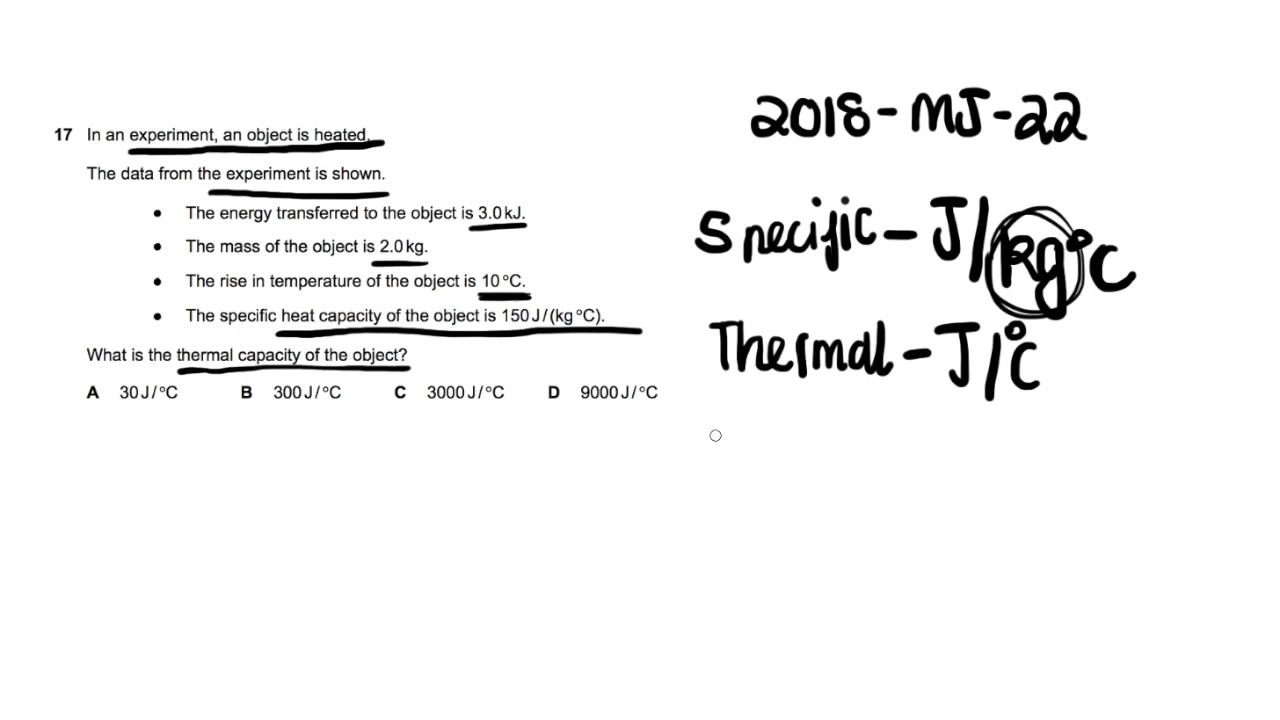 17 In an experiment, an object is heated.
The data from the experiment is shown.
• The energy transferred to the object is 3.0 kJ.
• The mass of the object is 2.0 kg.
• The rise in temperature of the object is 10 °C.
• The specific heat capacity of the object is 150 J/(kg °C).
What is the thermal capacity of the object?
A 30 J/°C B 300 J/°C C 3000 J/°C D 9000 J/°C
2018-MJ-22
Specific - J/kg°C
Thermal - J/°C